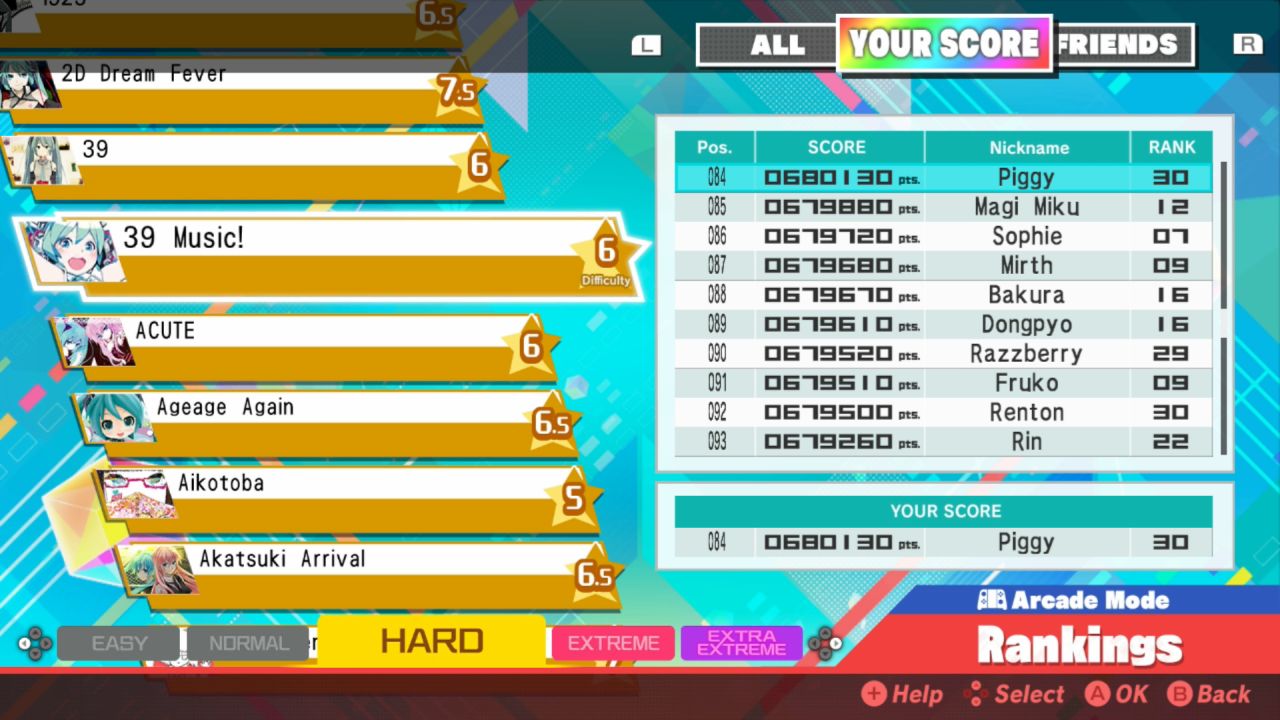 1925
6.5
L
ALL
YOUR SCORE
FRIENDS
R
2D Dream Fever
7.5
39
6
39 Music!
6
Difficulty
ACUTE
6
Ageage Again
6.5
Aikotoba
5
Akatsuki Arrival
6.5
Pos. SCORE Nickname RANK
084 0680130 pts. Piggy 30
085 0679880 pts. Magi Miku 12
086 0679720 pts. Sophie 07
087 0679680 pts. Mirth 09
088 0679670 pts. Bakura 16
089 0679610 pts. Dongpyo 16
090 0679520 pts. Razzberry 29
091 0679510 pts. Fruko 09
092 0679500 pts. Renton 30
093 0679260 pts. Rin 22
YOUR SCORE
084 0680130 pts. Piggy 30
EASY
NORMAL
HARD
EXTREME
EXTRA
EXTREME
Arcade Mode
Rankings
+ Help
Select
A OK
B Back